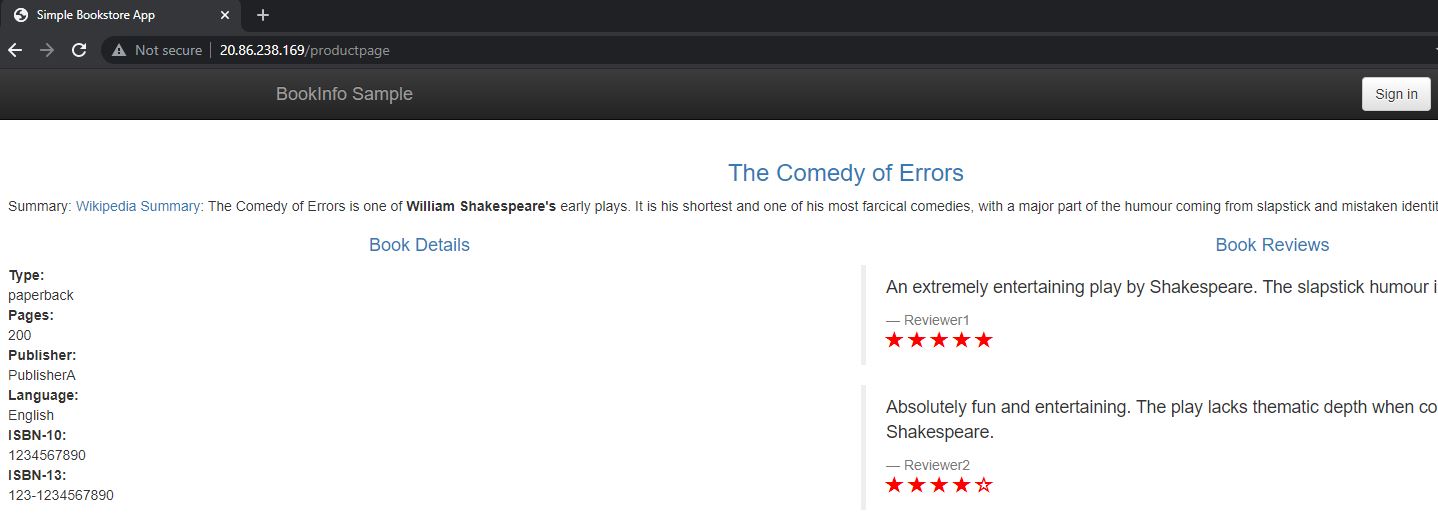 Simple Bookstore App
Not secure | 20.86.238.169/productpage
BookInfo Sample
Sign in
The Comedy of Errors
Summary: Wikipedia Summary: The Comedy of Errors is one of William Shakespeare's early plays. It is his shortest and one of his most farcical comedies, with a major part of the humour coming from slapstick and mistaken identit
Book Details
Type:
paperback
Pages:
200
Publisher:
PublisherA
Language:
English
ISBN-10:
1234567890
ISBN-13:
123-1234567890
Book Reviews
An extremely entertaining play by Shakespeare. The slapstick humour i
— Reviewer1
★★★★★
Absolutely fun and entertaining. The play lacks thematic depth when co
Shakespeare.
— Reviewer2
★★★★☆